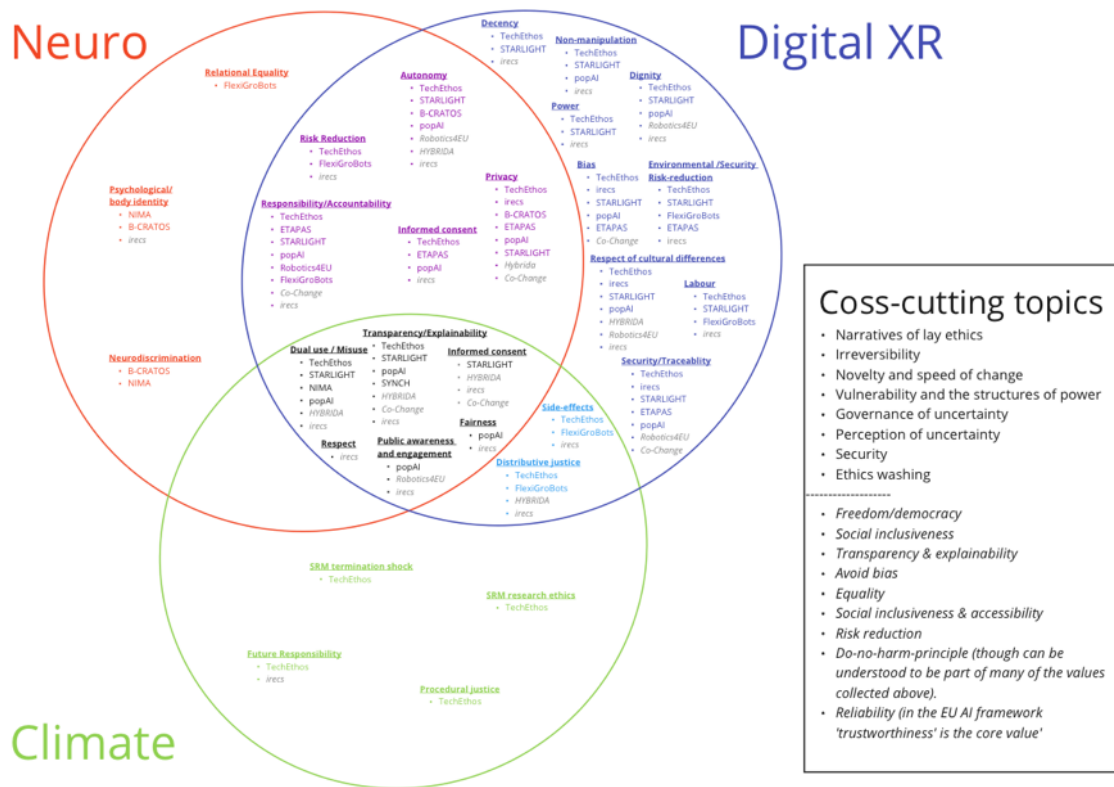 Neuro
Digital XR
Climate
Relational Equality
• FlexiGroBots
Psychological/
body identity
• NIMA
• B-CRATOS
• irecs
Neurodiscrimination
• B-CRATOS
• NIMA
Autonomy
• TechEthos
• STARLIGHT
• B-CRATOS
• popAI
• Robotics4EU
• HYBRIDA
• irecs
Risk Reduction
• TechEthos
• FlexiGroBots
• irecs
Responsibility/Accountability
• TechEthos
• ETAPAS
• STARLIGHT
• popAI
• Robotics4EU
• FlexiGroBots
• Co-Change
• irecs
Informed consent
• TechEthos
• ETAPAS
• popAI
• irecs
Privacy
• TechEthos
• irecs
• B-CRATOS
• ETAPAS
• popAI
• STARLIGHT
• Hybrida
• Co-Change
Decency
• TechEthos
• STARLIGHT
• irecs
Non-manipulation
• TechEthos
• STARLIGHT
• popAI
• irecs
Dignity
• TechEthos
• STARLIGHT
• popAI
• Robotics4EU
• irecs
Power
• TechEthos
• STARLIGHT
• irecs
Bias
• TechEthos
• irecs
• STARLIGHT
• popAI
• ETAPAS
• Co-Change
Environmental /Security
Risk-reduction
• TechEthos
• STARLIGHT
• FlexiGroBots
• ETAPAS
• irecs
Respect of cultural differences
• TechEthos
• irecs
• STARLIGHT
• popAI
• HYBRIDA
• Robotics4EU
• irecs
Labour
• TechEthos
• STARLIGHT
• FlexiGroBots
• irecs
Security/Traceablity
• TechEthos
• irecs
• STARLIGHT
• ETAPAS
• popAI
• Robotics4EU
• Co-Change
Dual use / Misuse
• TechEthos
• STARLIGHT
• NIMA
• popAI
• HYBRIDA
• irecs
Transparency/Explainability
• TechEthos
• STARLIGHT
• popAI
• SYNCH
• HYBRIDA
• Co-Change
• irecs
Informed consent
• STARLIGHT
• HYBRIDA
• irecs
• Co-Change
Fairness
• popAI
• irecs
Respect
• irecs
Public awareness
and engagement
• popAI
• Robotics4EU
• irecs
Side-effects
• TechEthos
• FlexiGroBots
• irecs
Distributive justice
• TechEthos
• FlexiGroBots
• HYBRIDA
• irecs
SRM termination shock
• TechEthos
SRM research ethics
• TechEthos
Future Responsibility
• TechEthos
• irecs
Procedural justice
• TechEthos
Coss-cutting topics
• Narratives of lay ethics
• Irreversibility
• Novelty and speed of change
• Vulnerability and the structures of power
• Governance of uncertainty
• Perception of uncertainty
• Security
• Ethics washing
-------------------
• Freedom/democracy
• Social inclusiveness
• Transparency & explainability
• Avoid bias
• Equality
• Social inclusiveness & accessibility
• Risk reduction
• Do-no-harm-principle (though can be
understood to be part of many of the values
collected above).
• Reliability (in the EU AI framework
'trustworthiness' is the core value'